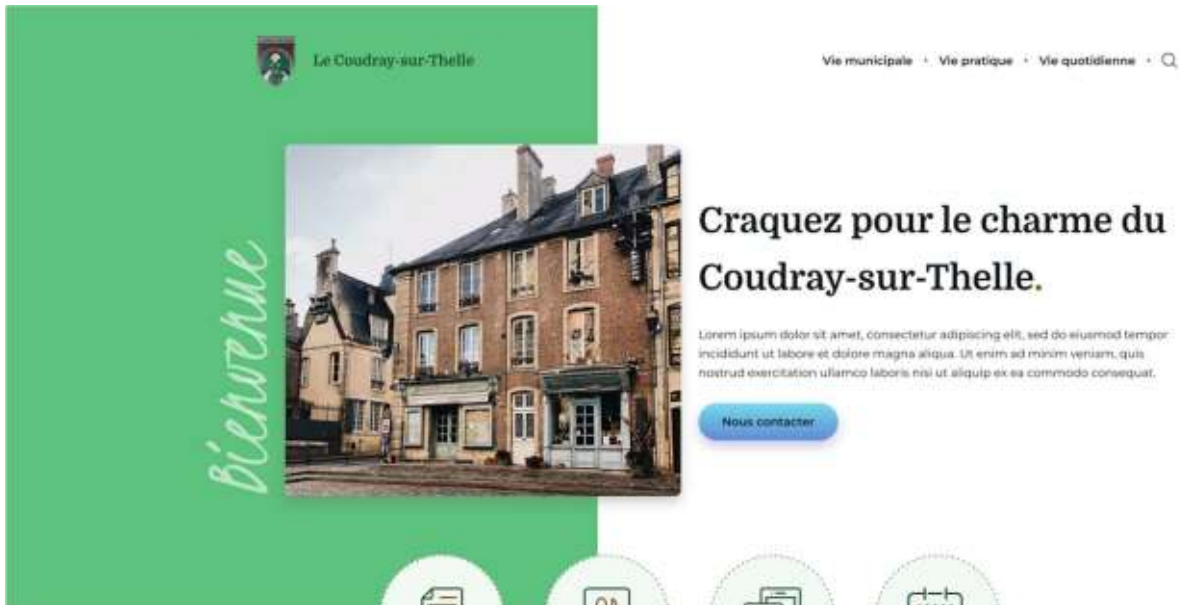 Le Coudray-sur-Thelle
Vie municipale · Vie pratique · Vie quotidienne ·
Bienvenue
Craquez pour le charme du
Coudray-sur-Thelle.
Lorem ipsum dolor sit amet, consectetur adipiscing elit, sed do eiusmod tempor
incididunt ut labore et dolore magna aliqua. Ut enim ad minim veniam, quis
nostrud exercitation ullamco laboris nisi ut aliquip ex ea commodo consequat.
Nous contacter